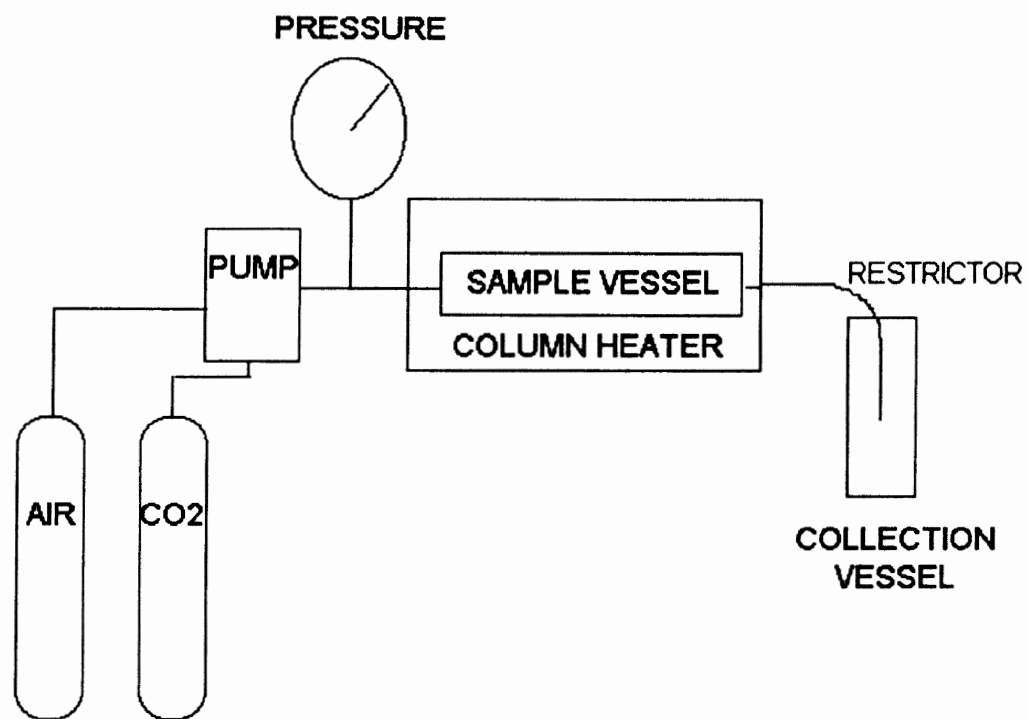 PRESSURE
PUMP
SAMPLE VESSEL
RESTRICTOR
COLUMN HEATER
AIR
CO2
COLLECTION
VESSEL